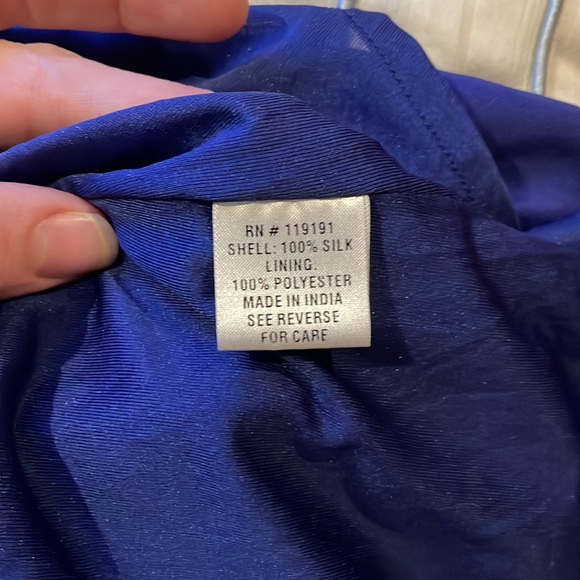 RN # 119191
SHELL: 100% SILK
LINING:
100% POLYESTER
MADE IN INDIA
SEE REVERSE
FOR CARE